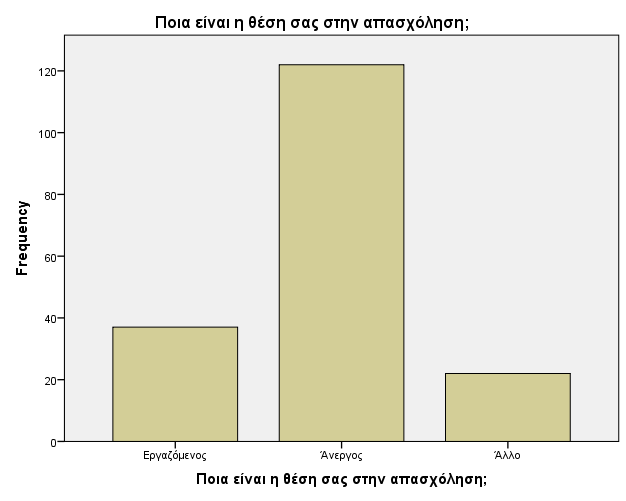 Ποια είναι η θέση σας στην απασχόληση;
120
100
80
60
40
20
0
Frequency
Εργαζόμενος
Άνεργος
Άλλο
Ποια είναι η θέση σας στην απασχόληση;